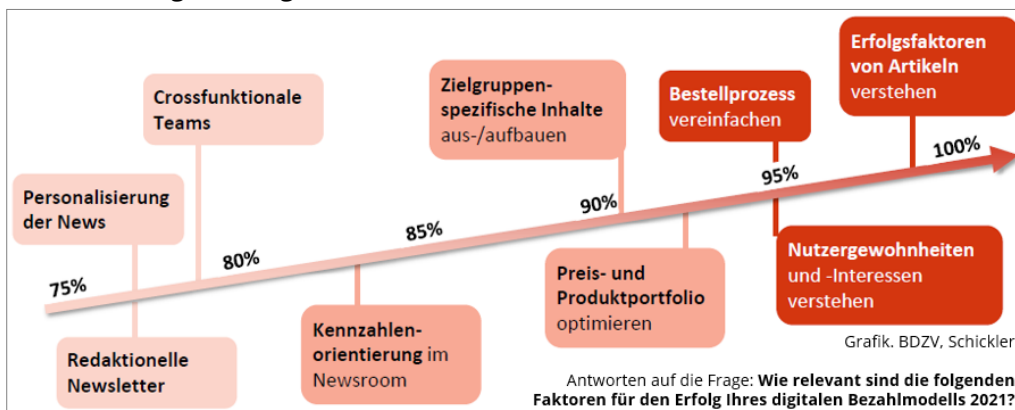 Personalisierung
der News
Crossfunktionale
Teams
Zielgruppen-
spezifische Inhalte
aus-/aufbauen
Bestellprozess
vereinfachen
Erfolgsfaktoren
von Artikeln
verstehen
75%
80%
85%
90%
95%
100%
Redaktionelle
Newsletter
Kennzahlen-
orientierung im
Newsroom
Preis- und
Produktportfolio
optimieren
Nutzergewohnheiten
und -Interessen
verstehen
Grafik. BDZV, Schickler
Antworten auf die Frage: Wie relevant sind die folgenden
Faktoren für den Erfolg Ihres digitalen Bezahlmodells 2021?